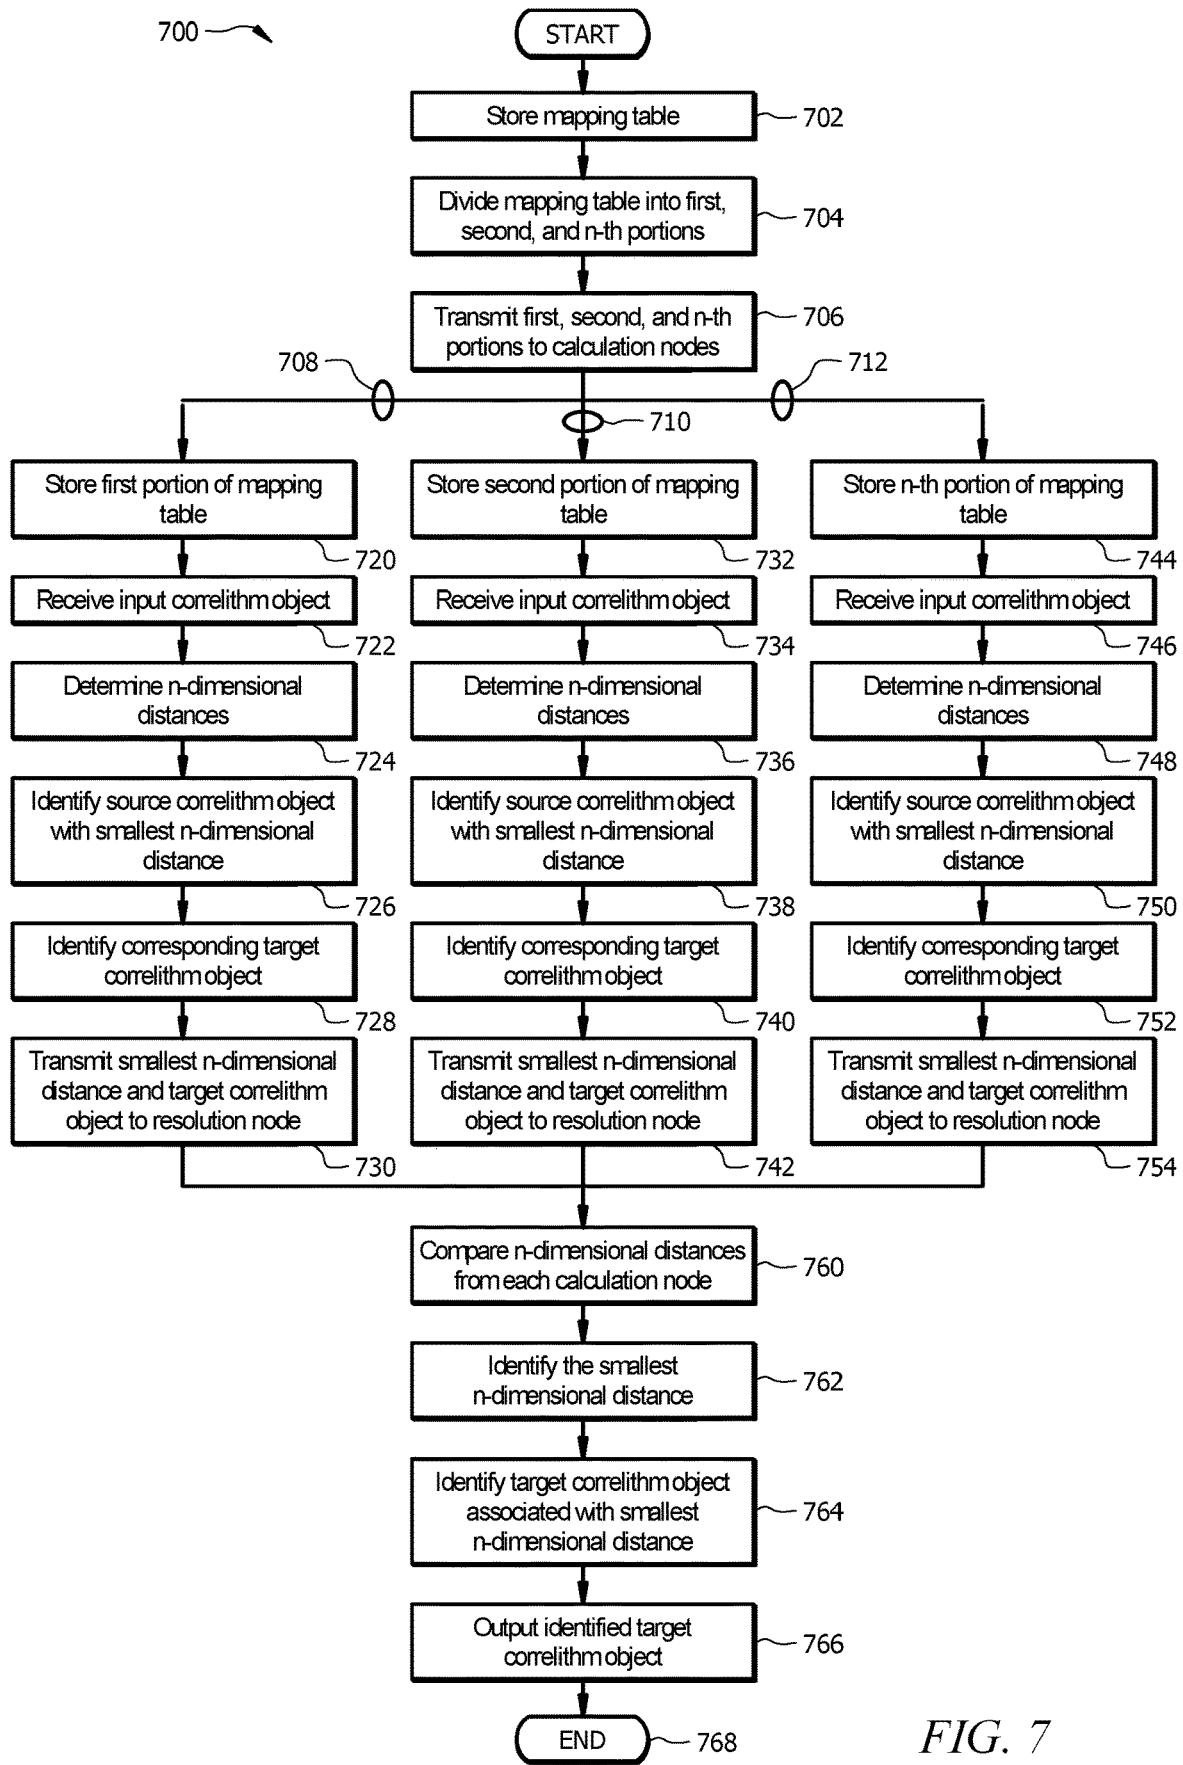 700
START
Store mapping table
702
Divide mapping table into first,
second, and n-th portions
704
Transmit first, second, and n-th
portions to calculation nodes
706
708
710
712
Store first portion of mapping
table
720
Receive input correlithm object
722
Determine n-dimensional
distances
724
Identify source correlithm object
with smallest n-dimensional
distance
726
Identify corresponding target
correlithm object
728
Transmit smallest n-dimensional
distance and target correlithm
object to resolution node
730
Store second portion of mapping
table
732
Receive input correlithm object
734
Determine n-dimensional
distances
736
Identify source correlithm object
with smallest n-dimensional
distance
738
Identify corresponding target
correlithm object
740
Transmit smallest n-dimensional
distance and target correlithm
object to resolution node
742
Store n-th portion of mapping
table
744
Receive input correlithm object
746
Determine n-dimensional
distances
748
Identify source correlithm object
with smallest n-dimensional
distance
750
Identify corresponding target
correlithm object
752
Transmit smallest n-dimensional
distance and target correlithm
object to resolution node
754
Compare n-dimensional distances
from each calculation node
760
Identify the smallest
n-dimensional distance
762
Identify target correlithm object
associated with smallest
n-dimensional distance
764
Output identified target
correlithm object
766
END
768
FIG. 7